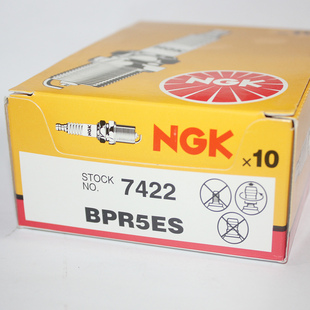 NGK
NGK
×10
STOCK
NO. 7422
BPR5ES